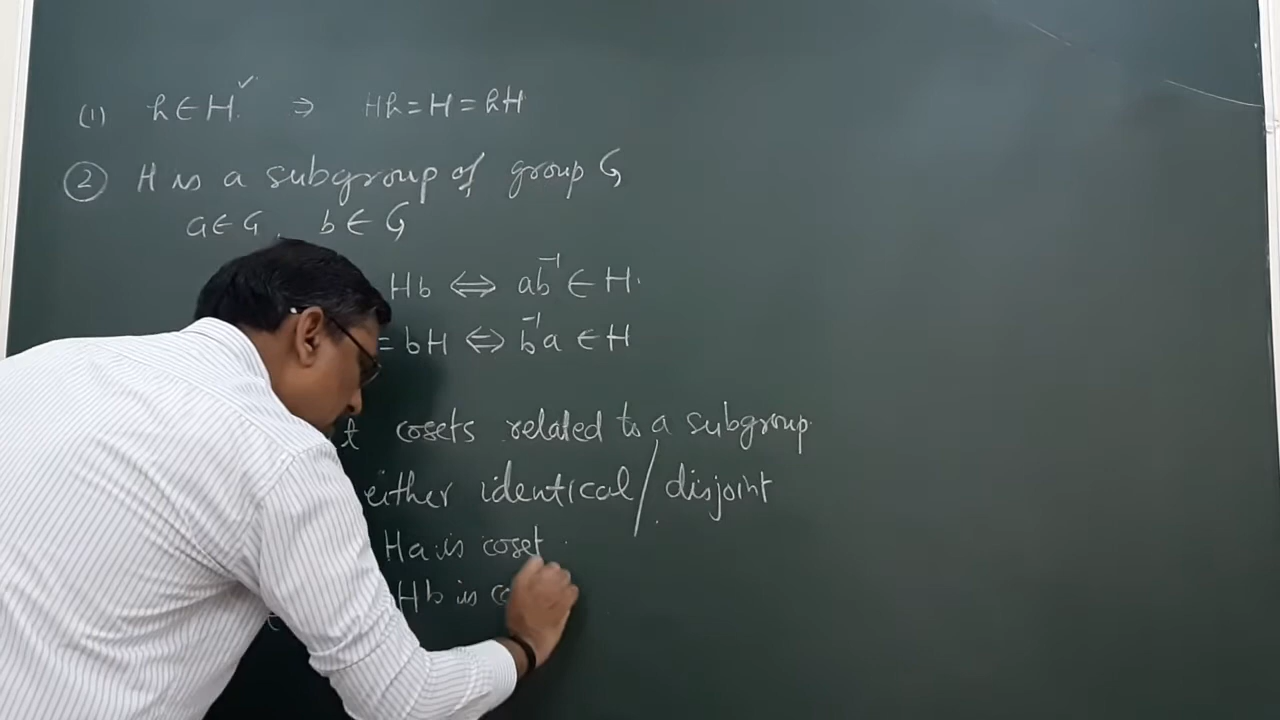 (1) h∈H. ✓ ⇒ Hh = H = hH
② H is a subgroup of group G
a∈G, b∈G
Hb ⇔ ab⁻¹ ∈ H.
= bH ⇔ b⁻¹a ∈ H
t cosets related to a subgroup
either identical / disjoint
Ha is coset.
Hb is co